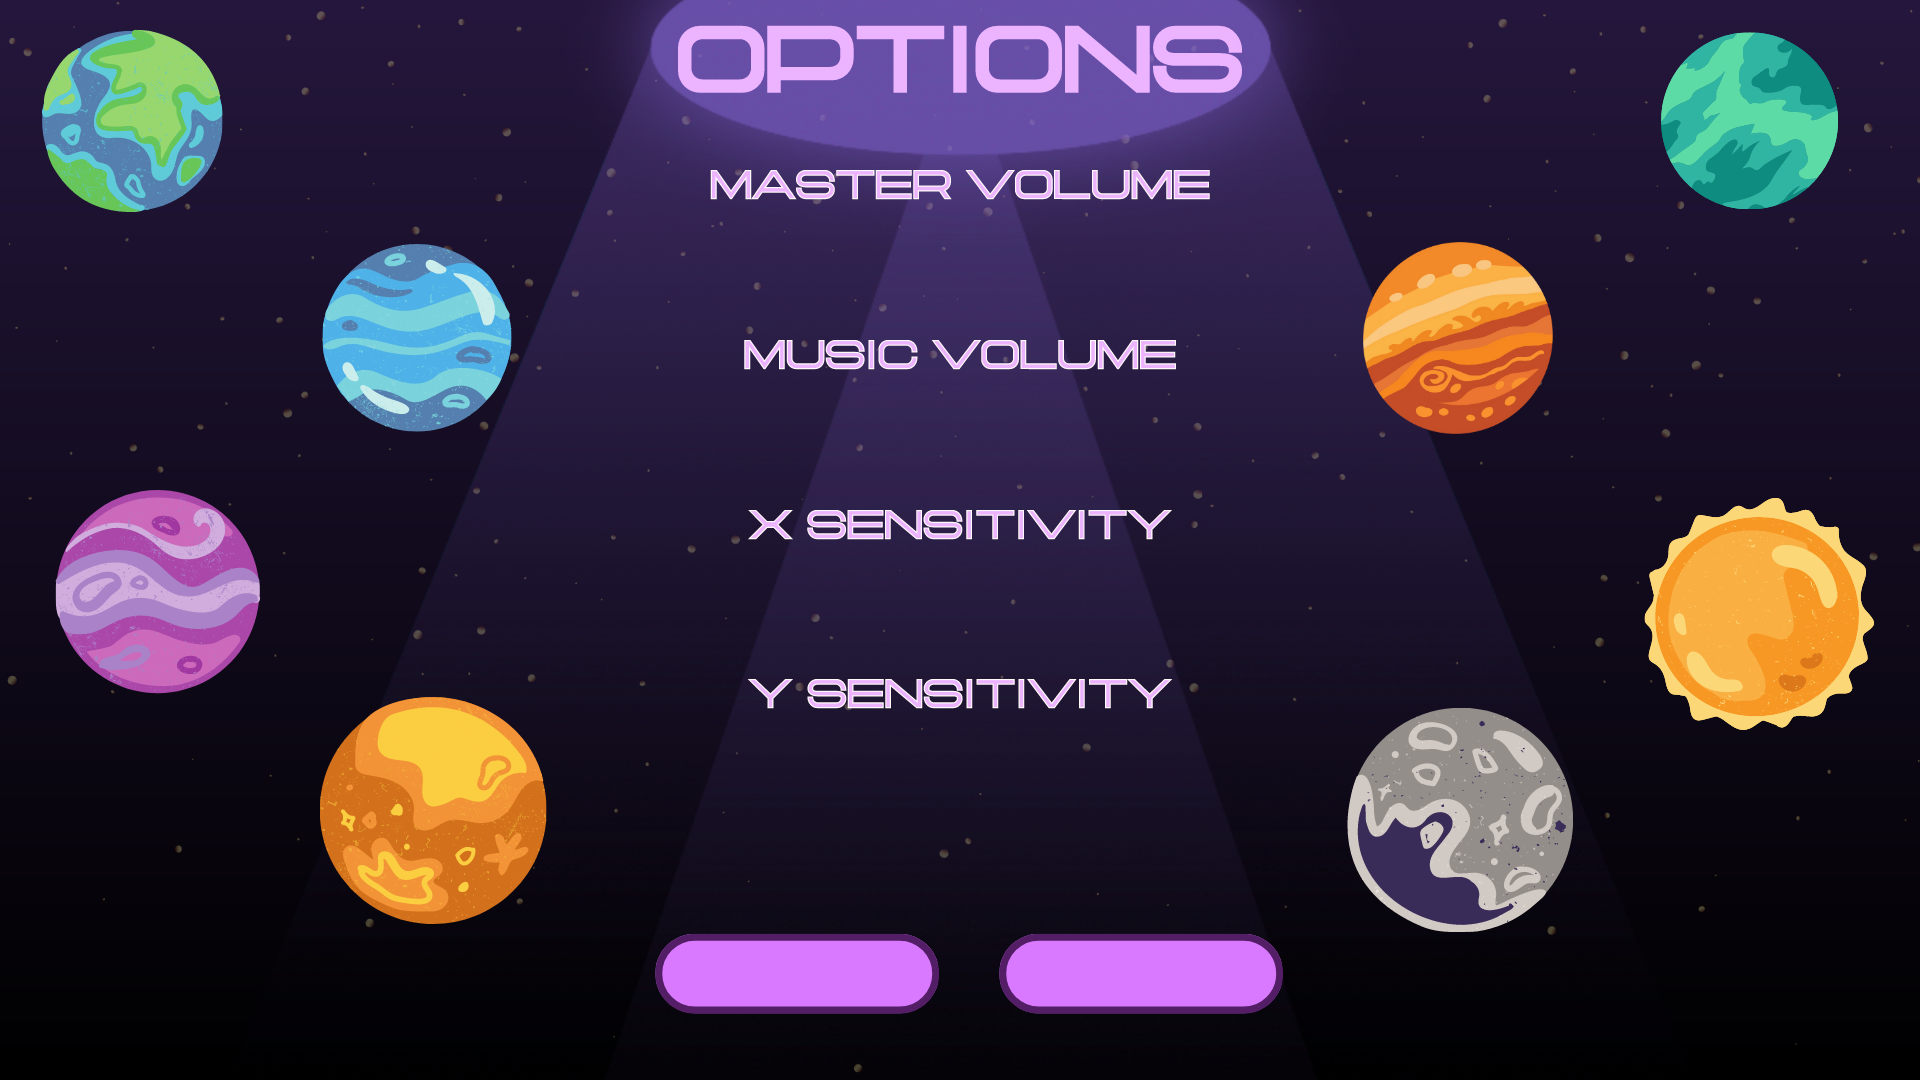 OPTIONS
MASTER VOLUME
MUSIC VOLUME
X SENSITIVITY
Y SENSITIVITY